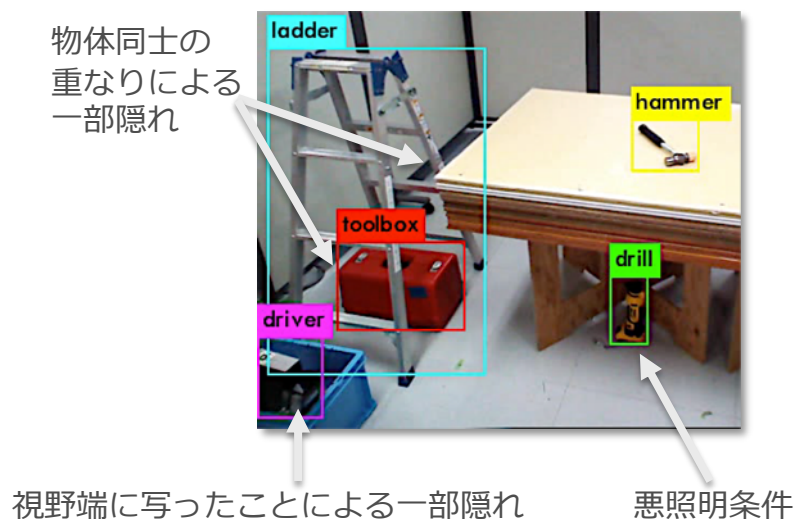 物体同士の
重なりによる
一部隠れ
ladder
hammer
toolbox
drill
driver
視野端に写ったことによる一部隠れ
悪照明条件